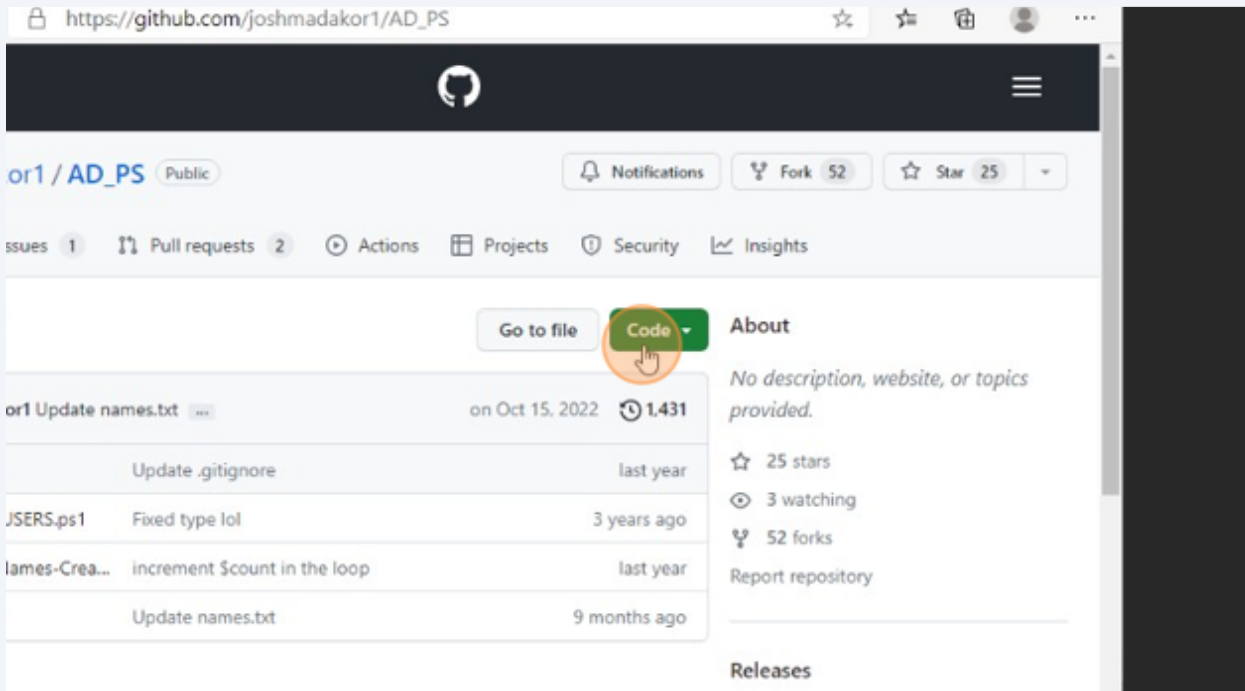 https://github.com/joshmadakor1/AD_PS
or1 / AD_PS Public
Notifications
Fork 52
Star 25
ssues 1
Pull requests 2
Actions
Projects
Security
Insights
Go to file
Code
or1 Update names.txt ...
on Oct 15, 2022
1,431
Update .gitignore
last year
USERS.ps1
Fixed type lol
3 years ago
lames-Crea...
increment $count in the loop
last year
Update names.txt
9 months ago
About
No description, website, or topics
provided.
25 stars
3 watching
52 forks
Report repository
Releases